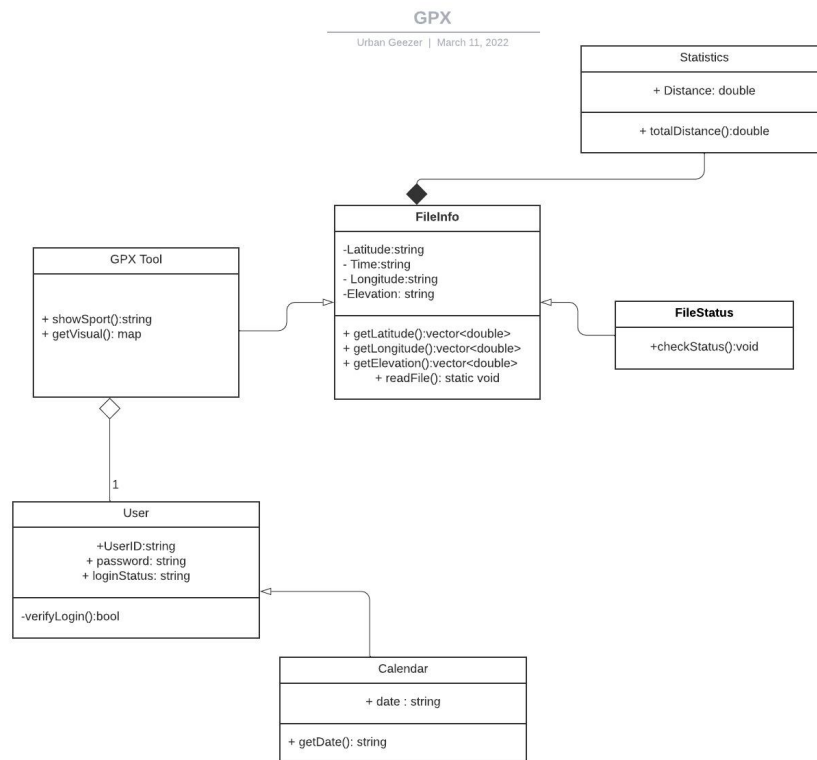 GPX
Urban Geezer | March 11, 2022
Statistics
+ Distance: double
+ totalDistance():double
FileInfo
-Latitude:string
- Time:string
- Longitude:string
-Elevation: string
+ getLatitude():vector<double>
+ getLongitude():vector<double>
+ getElevation():vector<double>
+ readFile(): static void
GPX Tool
+ showSport():string
+ getVisual(): map
FileStatus
+checkStatus():void
1
User
+UserID:string
+ password: string
+ loginStatus: string
-verifyLogin():bool
Calendar
+ date : string
+ getDate(): string